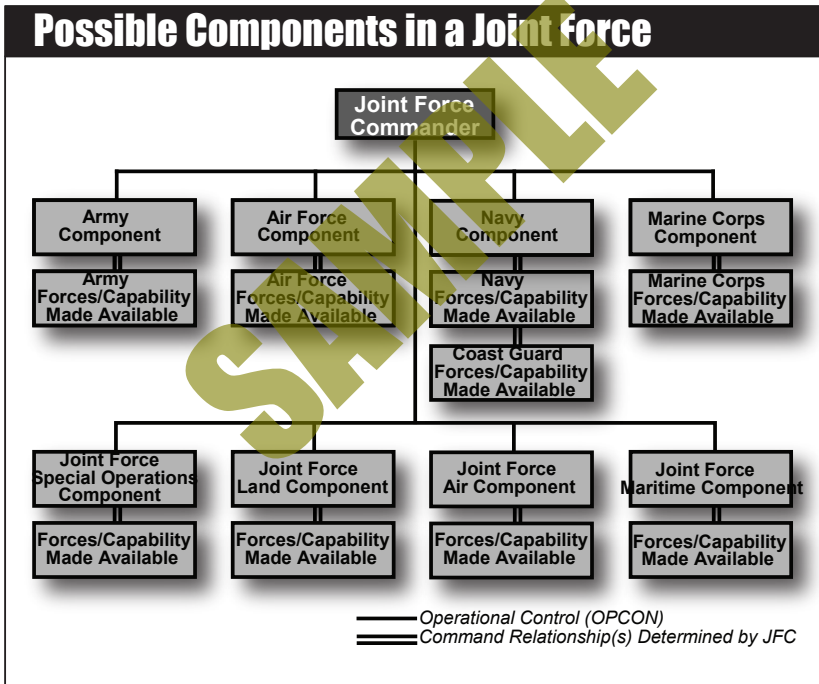 Possible Components in a Joint Force
Joint Force
Commander
Army
Component
Air Force
Component
Navy
Component
Marine Corps
Component
Army
Forces/Capability
Made Available
Air Force
Forces/Capability
Made Available
Navy
Forces/Capability
Made Available
Marine Corps
Forces/Capability
Made Available
Coast Guard
Forces/Capability
Made Available
Joint Force
Special Operations
Component
Joint Force
Land Component
Joint Force
Air Component
Joint Force
Maritime Component
Forces/Capability
Made Available
Forces/Capability
Made Available
Forces/Capability
Made Available
Forces/Capability
Made Available
Operational Control (OPCON)
Command Relationship(s) Determined by JFC
SAMPLE